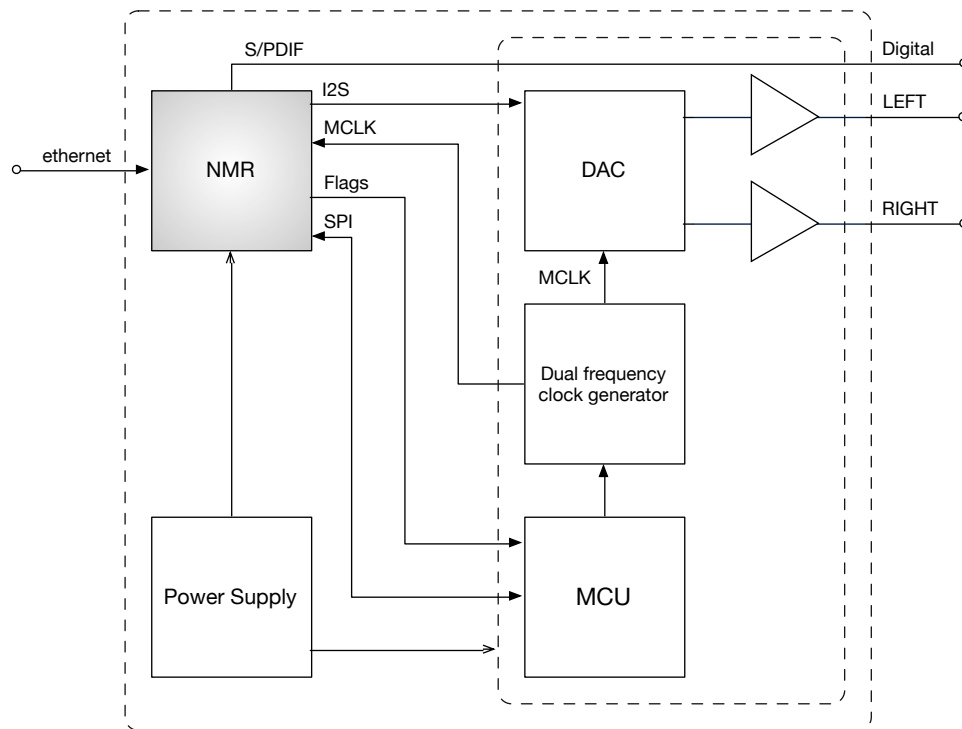 S/PDIF
Digital
I2S
LEFT
MCLK
ethernet
NMR
DAC
Flags
RIGHT
SPI
MCLK
Dual frequency
clock generator
Power Supply
MCU